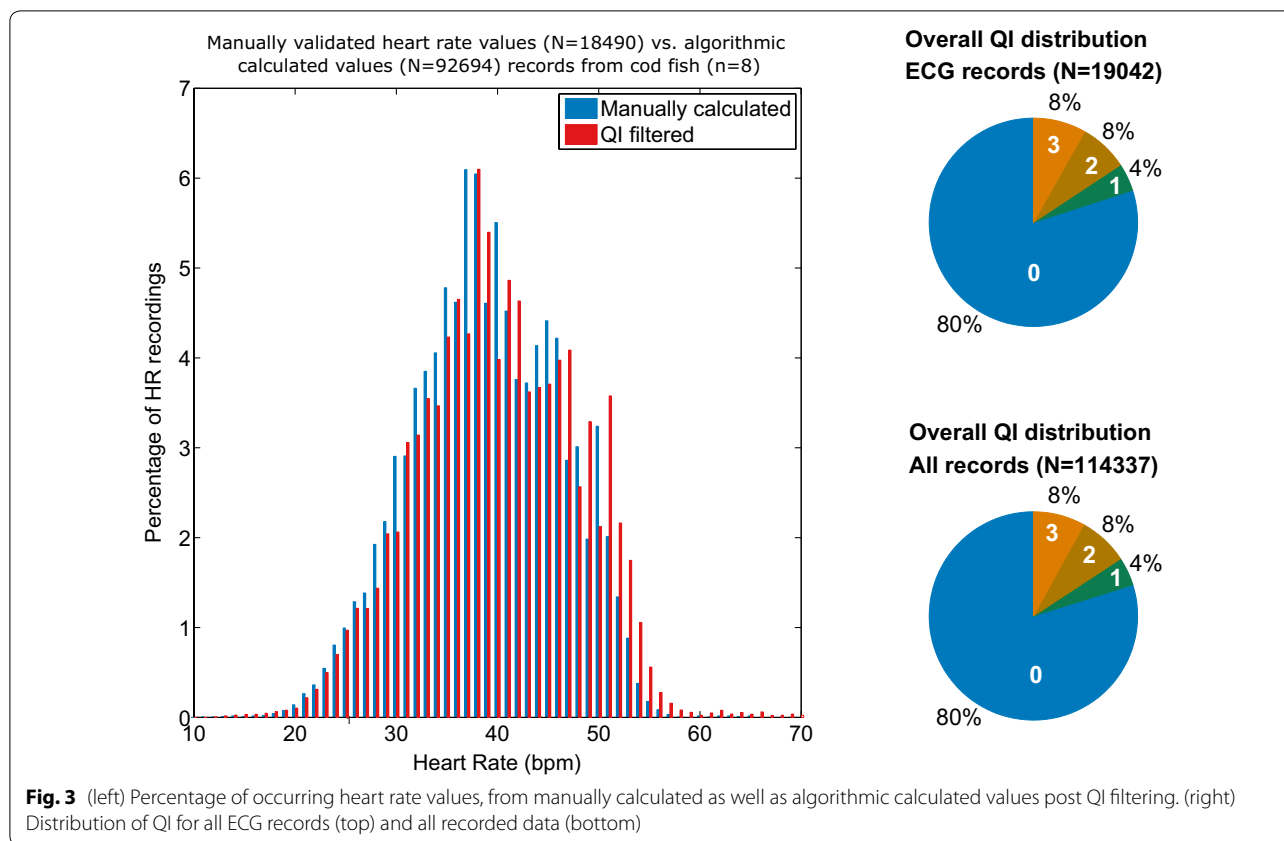 Manually validated heart rate values (N=18490) vs. algorithmic
calculated values (N=92694) records from cod fish (n=8)
7
6
5
4
3
2
1
0
Percentage of HR recordings
Manually calculated
QI filtered
10 20 30 40 50 60 70
Heart Rate (bpm)
Overall QI distribution
ECG records (N=19042)
8%
8%
4%
3
2
1
0
80%
Overall QI distribution
All records (N=114337)
8%
8%
4%
3
2
1
0
80%
Fig. 3 (left) Percentage of occurring heart rate values, from manually calculated as well as algorithmic calculated values post QI filtering. (right)
Distribution of QI for all ECG records (top) and all recorded data (bottom)